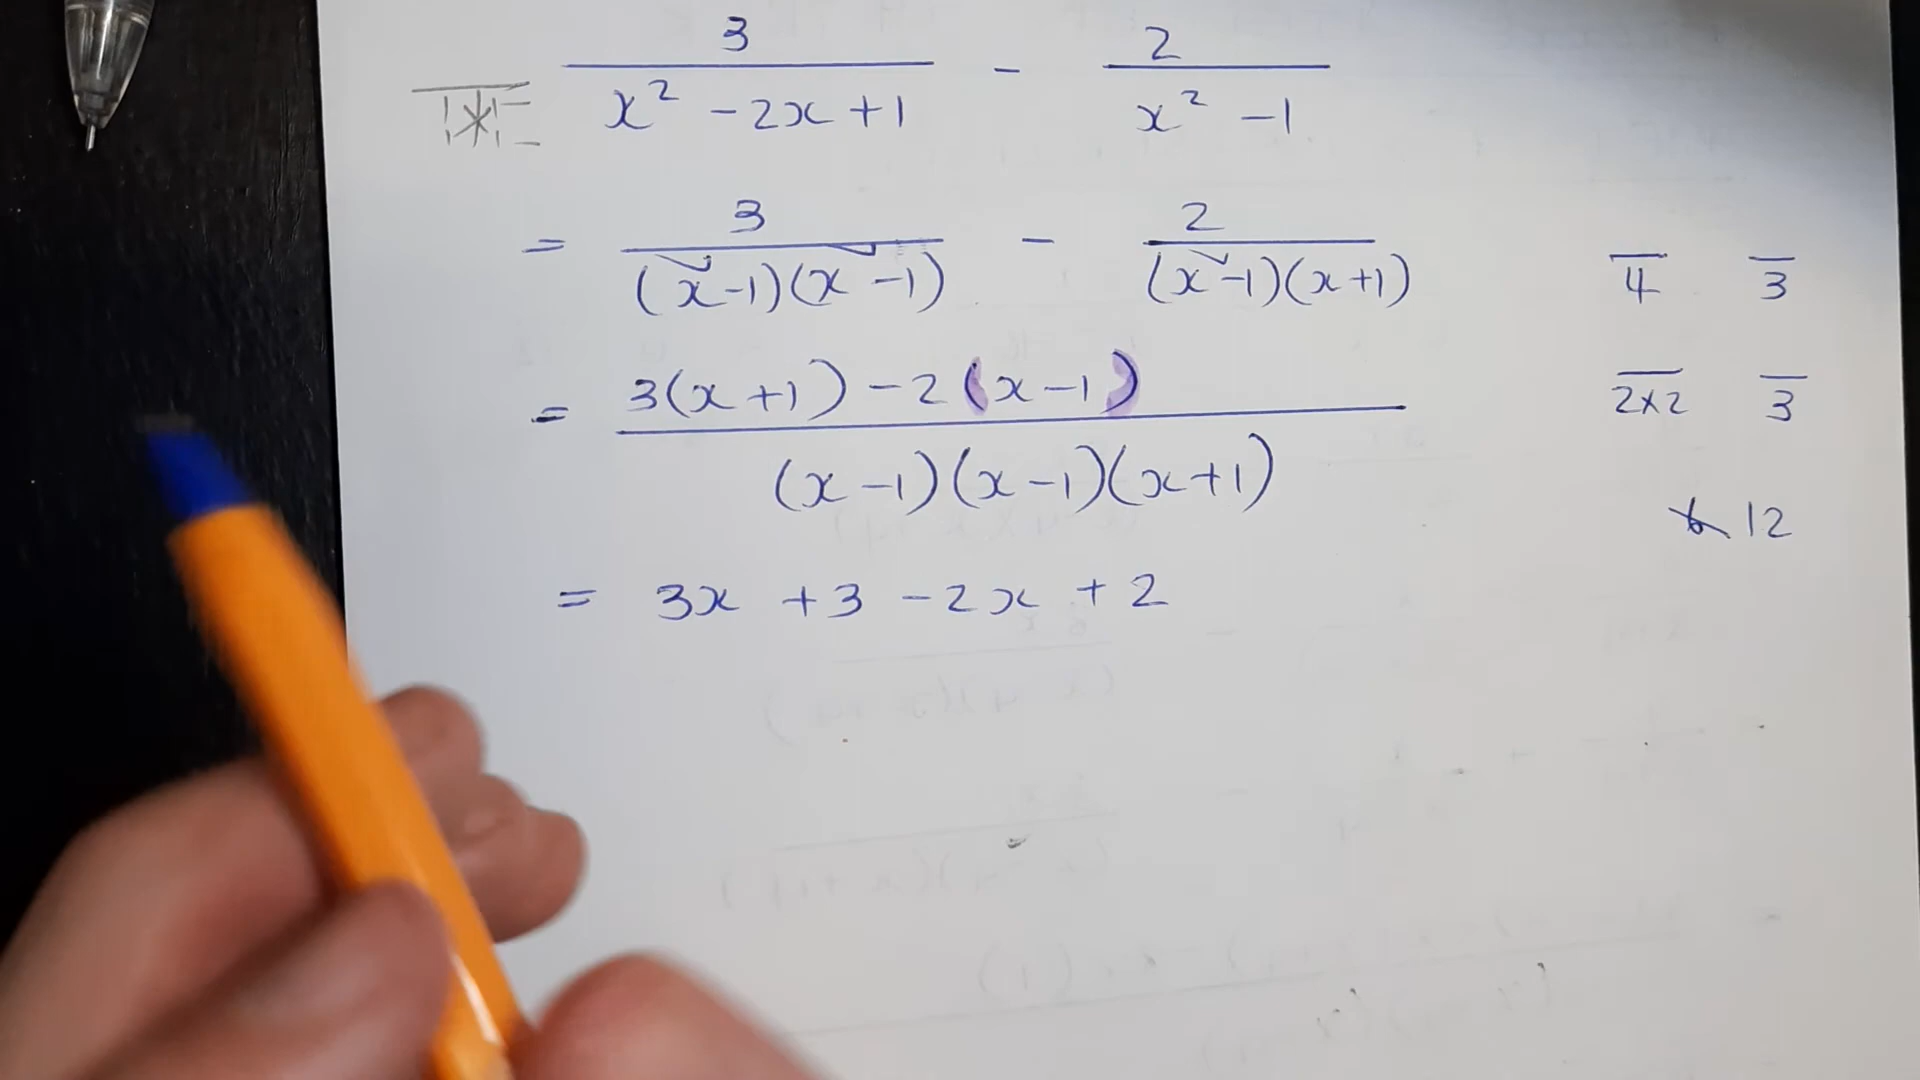 3/(x² - 2x + 1) - 2/(x² - 1)
= 3/((x-1)(x-1)) - 2/((x-1)(x+1))
4 3
= (3(x+1) - 2(x-1))/((x-1)(x-1)(x+1))
2×2 3
12
= 3x + 3 - 2x + 2